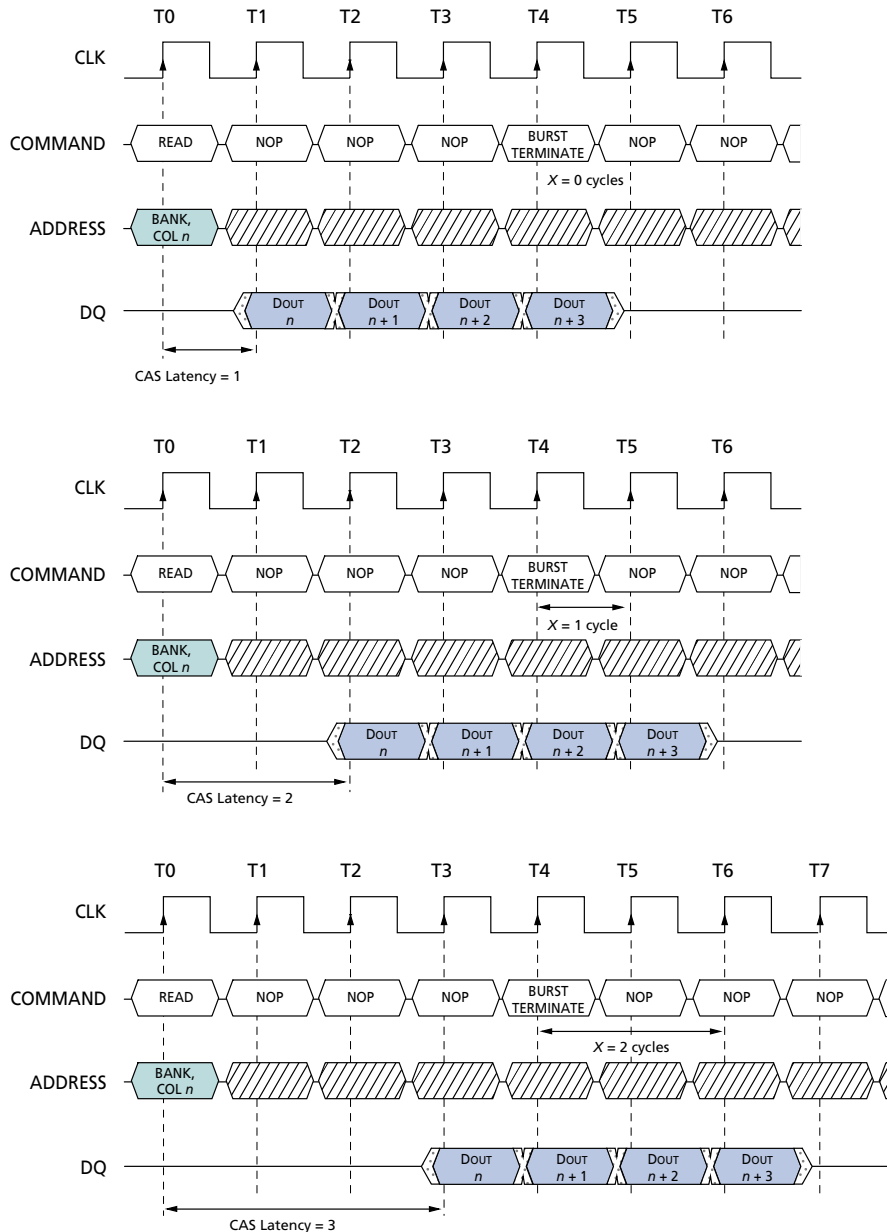 T0 T1 T2 T3 T4 T5 T6
CLK
COMMAND READ NOP NOP NOP BURST TERMINATE NOP NOP
X = 0 cycles
ADDRESS BANK, COL n
DQ DOUT n DOUT n + 1 DOUT n + 2 DOUT n + 3
CAS Latency = 1
T0 T1 T2 T3 T4 T5 T6
CLK
COMMAND READ NOP NOP NOP BURST TERMINATE NOP NOP
X = 1 cycle
ADDRESS BANK, COL n
DQ DOUT n DOUT n + 1 DOUT n + 2 DOUT n + 3
CAS Latency = 2
T0 T1 T2 T3 T4 T5 T6 T7
CLK
COMMAND READ NOP NOP NOP BURST TERMINATE NOP NOP NOP
X = 2 cycles
ADDRESS BANK, COL n
DQ DOUT n DOUT n + 1 DOUT n + 2 DOUT n + 3
CAS Latency = 3